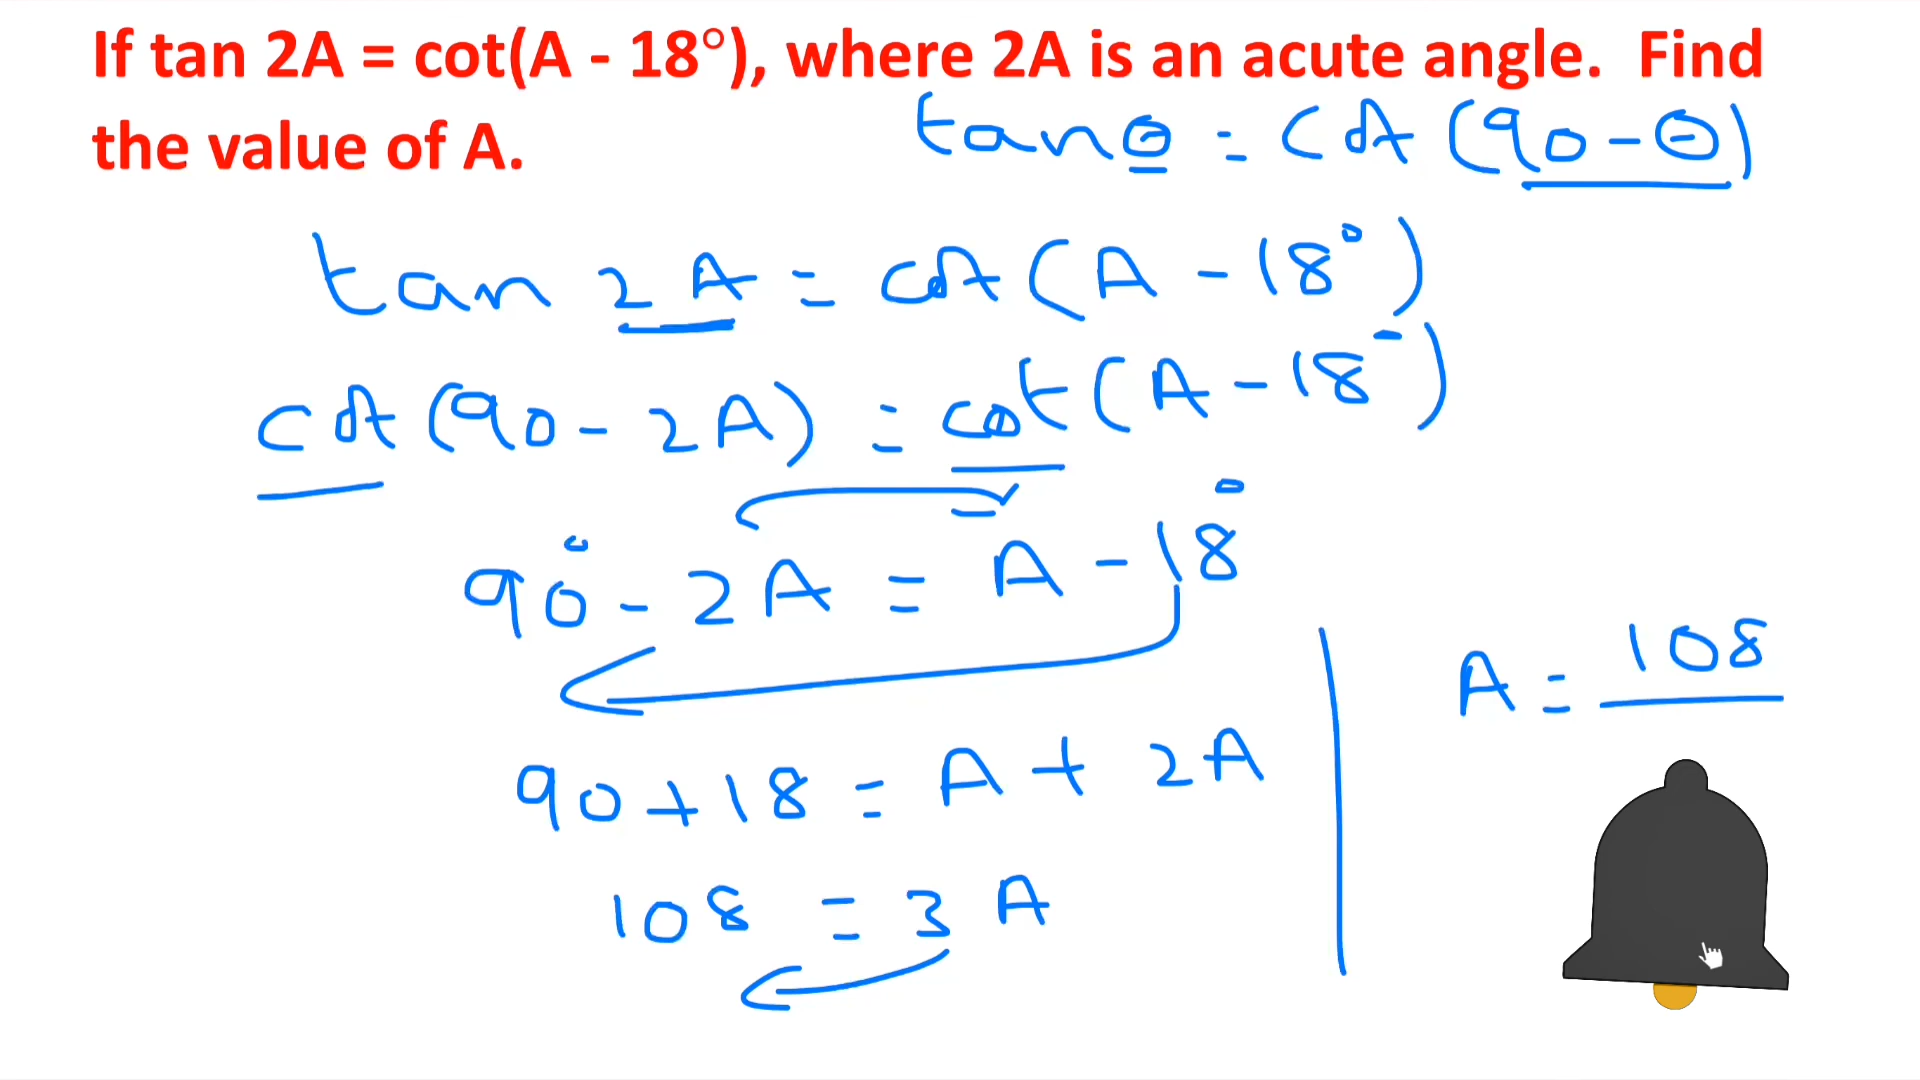 If tan 2A = cot(A - 18°), where 2A is an acute angle. Find
the value of A.
tanθ = cot (90-θ)
tan 2A = cot (A - 18°)
cot (90 - 2A) = cot (A - 18°)
90° - 2A = A - 18°
90 + 18 = A + 2A
108 = 3A
A = 108